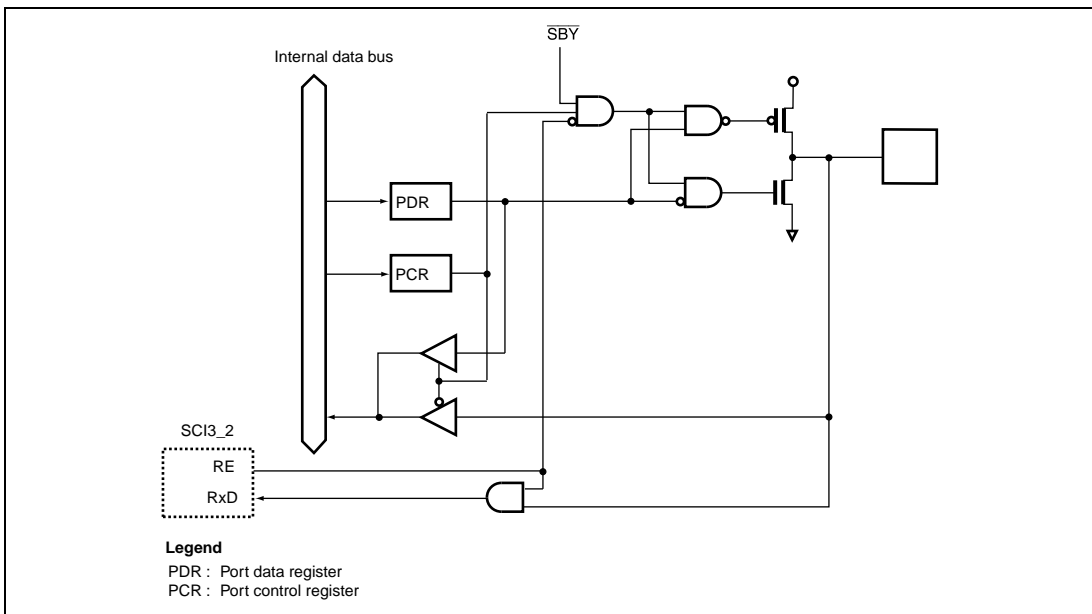 SBY
Internal data bus
PDR
PCR
SCI3_2
RE
RxD
Legend
PDR : Port data register
PCR : Port control register